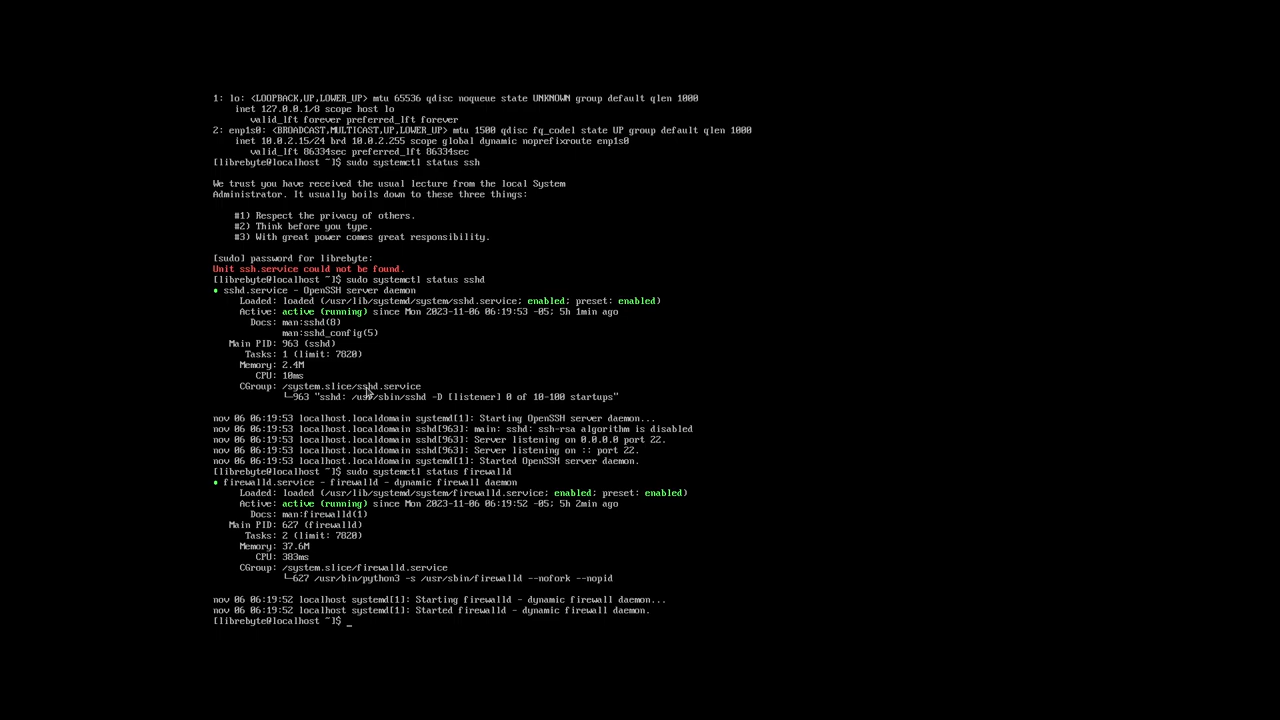 1: lo: <LOOPBACK,UP,LOWER_UP> mtu 65536 qdisc noqueue state UNKNOWN group default qlen 1000
    inet 127.0.0.1/8 scope host lo
       valid_lft forever preferred_lft forever
2: enp1s0: <BROADCAST,MULTICAST,UP,LOWER_UP> mtu 1500 qdisc fq_codel state UP group default qlen 1000
    inet 10.0.2.15/24 brd 10.0.2.255 scope global dynamic noprefixroute enp1s0
       valid_lft 86334sec preferred_lft 86334sec
[librebyte@localhost ~]$ sudo systemctl status ssh

We trust you have received the usual lecture from the local System
Administrator. It usually boils down to these three things:

    #1) Respect the privacy of others.
    #2) Think before you type.
    #3) With great power comes great responsibility.

[sudo] password for librebyte:
Unit ssh.service could not be found.
[librebyte@localhost ~]$ sudo systemctl status sshd
● sshd.service - OpenSSH server daemon
     Loaded: loaded (/usr/lib/systemd/system/sshd.service; enabled; preset: enabled)
     Active: active (running) since Mon 2023-11-06 06:19:53 -05; 5h 1min ago
       Docs: man:sshd(8)
             man:sshd_config(5)
   Main PID: 963 (sshd)
      Tasks: 1 (limit: 7820)
     Memory: 2.4M
        CPU: 10ms
     CGroup: /system.slice/sshd.service
             └─963 "sshd: /usr/sbin/sshd -D [listener] 0 of 10-100 startups"

nov 06 06:19:53 localhost.localdomain systemd[1]: Starting OpenSSH server daemon...
nov 06 06:19:53 localhost.localdomain sshd[963]: main: sshd: ssh-rsa algorithm is disabled
nov 06 06:19:53 localhost.localdomain sshd[963]: Server listening on 0.0.0.0 port 22.
nov 06 06:19:53 localhost.localdomain sshd[963]: Server listening on :: port 22.
nov 06 06:19:53 localhost.localdomain systemd[1]: Started OpenSSH server daemon.
[librebyte@localhost ~]$ sudo systemctl status firewalld
● firewalld.service - firewalld - dynamic firewall daemon
     Loaded: loaded (/usr/lib/systemd/system/firewalld.service; enabled; preset: enabled)
     Active: active (running) since Mon 2023-11-06 06:19:52 -05; 5h 2min ago
       Docs: man:firewalld(1)
   Main PID: 627 (firewalld)
      Tasks: 2 (limit: 7820)
     Memory: 37.6M
        CPU: 383ms
     CGroup: /system.slice/firewalld.service
             └─627 /usr/bin/python3 -s /usr/sbin/firewalld --nofork --nopid

nov 06 06:19:52 localhost systemd[1]: Starting firewalld - dynamic firewall daemon...
nov 06 06:19:52 localhost systemd[1]: Started firewalld - dynamic firewall daemon.
[librebyte@localhost ~]$ _